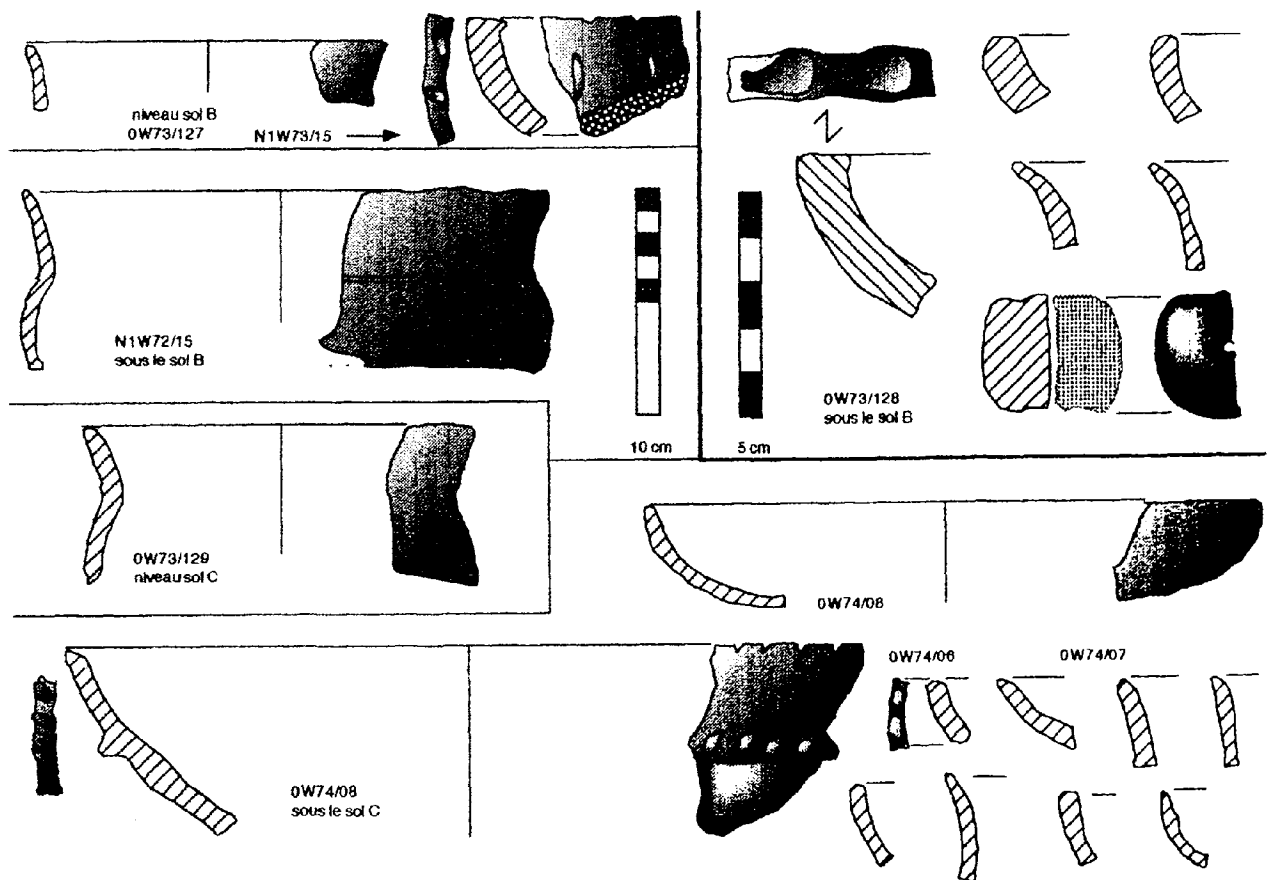 niveau sol B
0W73/127
N1W73/15
N1W72/15
sous le sol B
10 cm
5 cm
0W73/128
sous le sol B
0W73/129
niveau sol C
0W74/08
0W74/08
sous le sol C
0W74/06
0W74/07